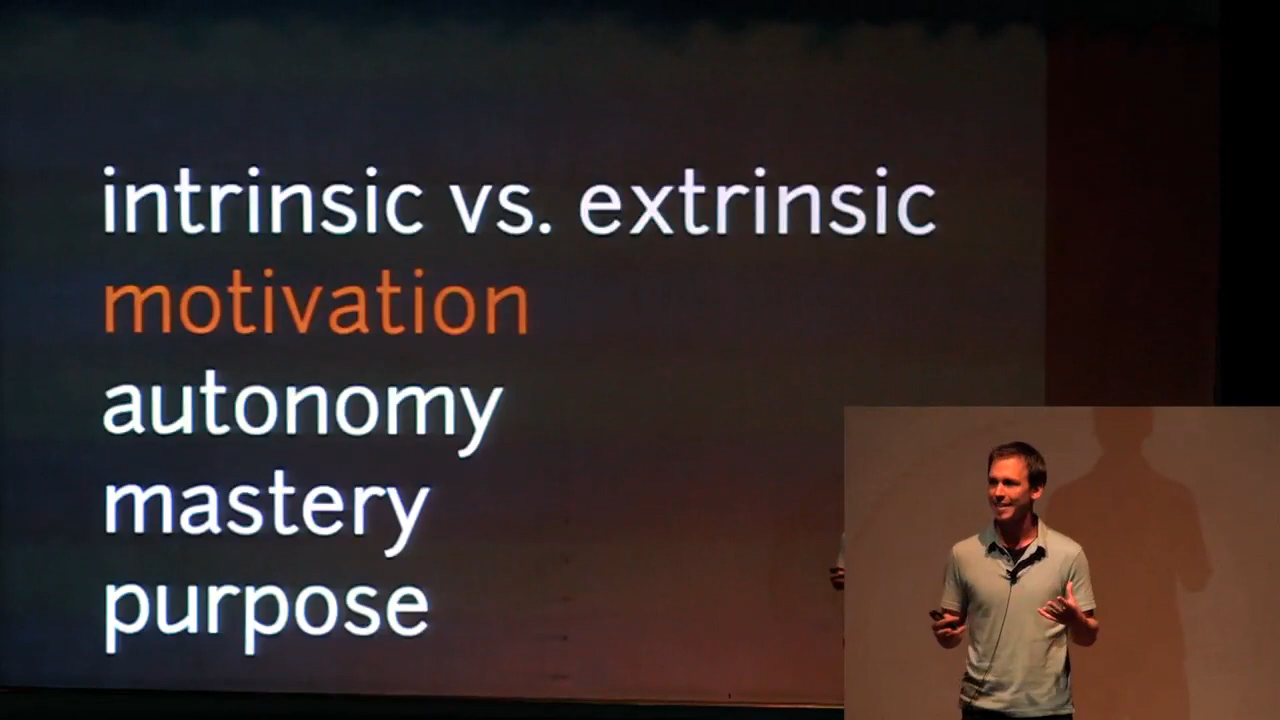 intrinsic vs. extrinsic
motivation
autonomy
mastery
purpose